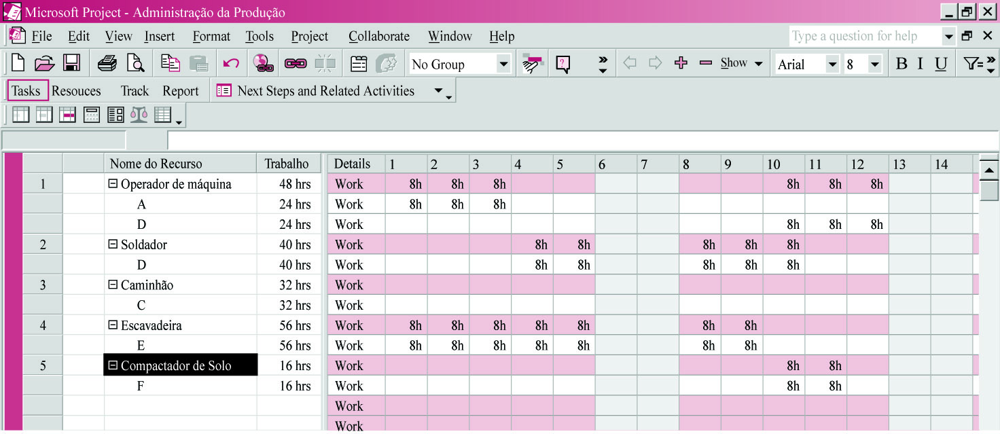 Microsoft Project - Administração da Produção
File Edit View Insert Format Tools Project Collaborate Window Help Type a question for help
No Group ? Show Arial 8 B I U
Tasks Resouces Track Report Next Steps and Related Activities
Nome do Recurso Trabalho Details 1 2 3 4 5 6 7 8 9 10 11 12 13 14
1 Operador de máquina 48 hrs Work 8h 8h 8h 8h 8h 8h
A 24 hrs Work 8h 8h 8h
D 24 hrs Work 8h 8h 8h
2 Soldador 40 hrs Work 8h 8h 8h 8h 8h
D 40 hrs Work 8h 8h 8h 8h 8h
3 Caminhão 32 hrs Work
C 32 hrs Work
4 Escavadeira 56 hrs Work 8h 8h 8h 8h 8h 8h 8h
E 56 hrs Work 8h 8h 8h 8h 8h 8h 8h
5 Compactador de Solo 16 hrs Work 8h 8h
F 16 hrs Work 8h 8h
Work
Work